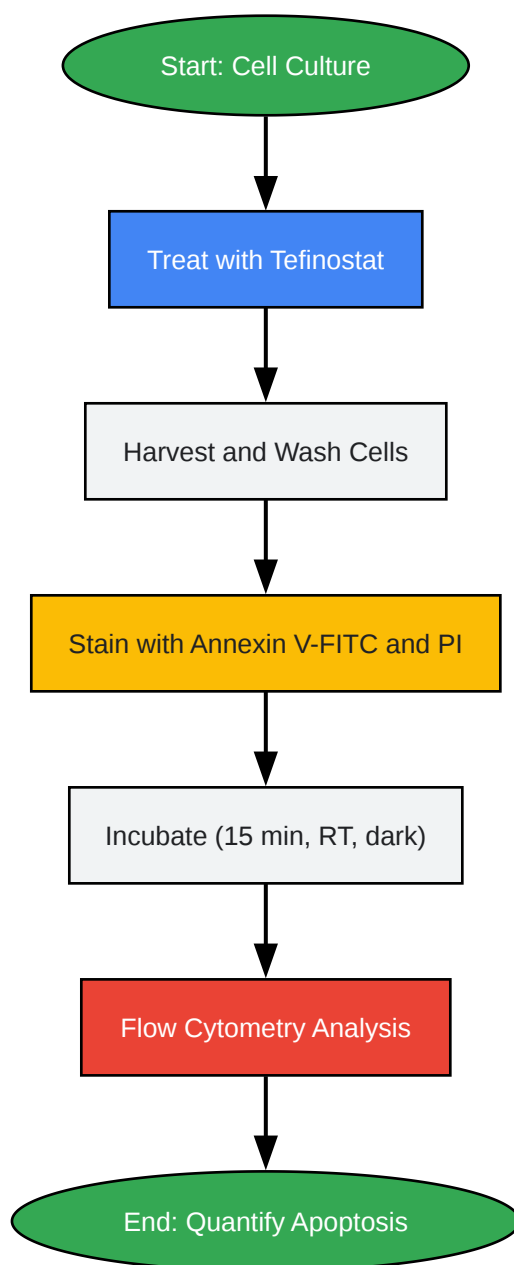 Start: Cell Culture
Treat with Tefinostat
Harvest and Wash Cells
Stain with Annexin V-FITC and PI
Incubate (15 min, RT, dark)
Flow Cytometry Analysis
End: Quantify Apoptosis